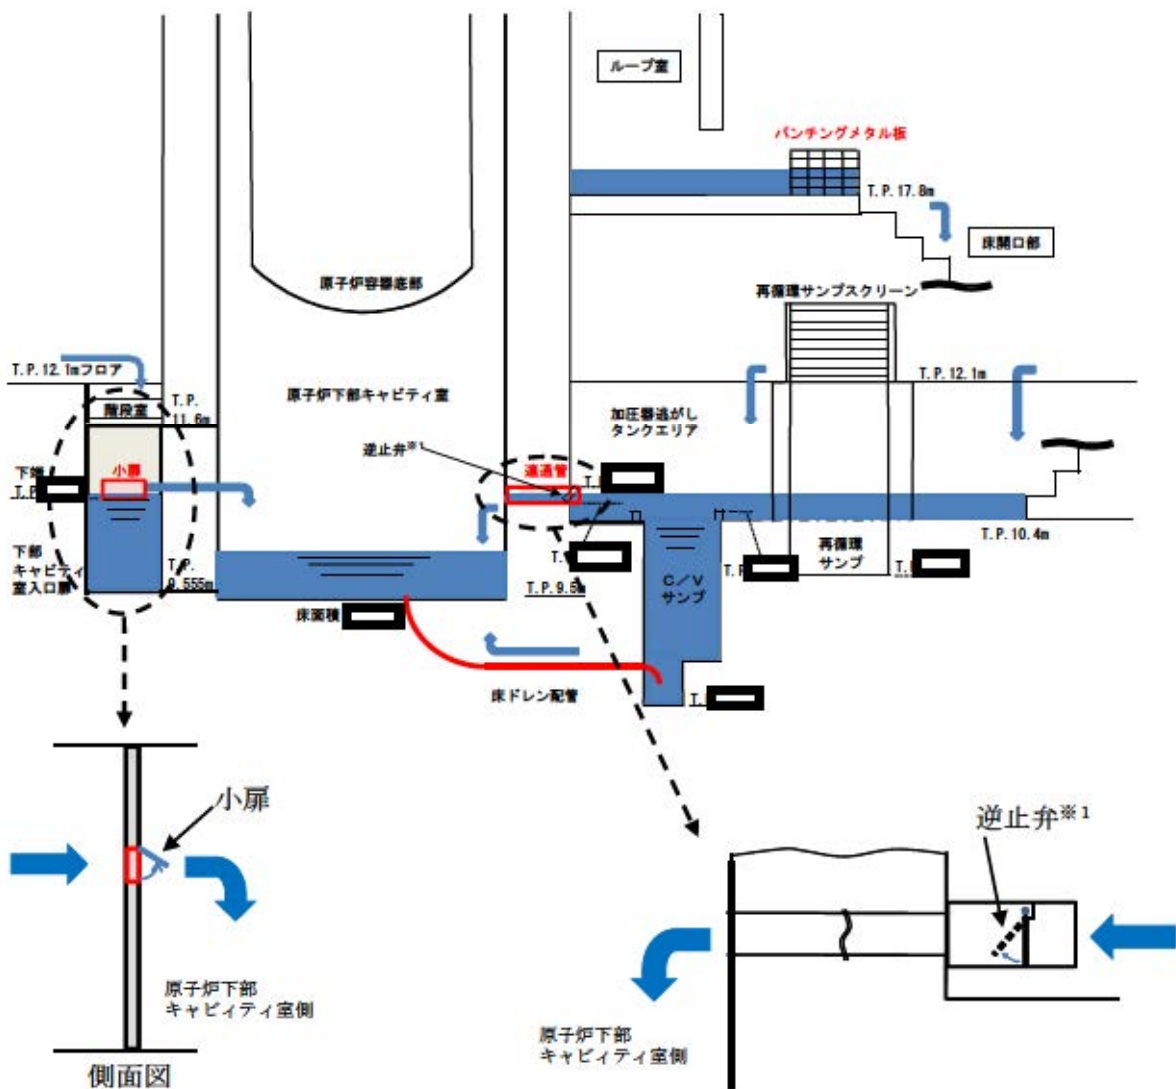 ループ室
パンチングメタル板
T.P.17.8m
床開口部
原子炉容器底部
再循環サンプスクリーン
T.P.12.1mフロア
階段室
T.P.
11.6m
原子炉下部キャビティ室
T.P.12.1m
加圧器逃がし
タンクエリア
逆止弁※1
連通管
下端
小扉
T.P.10.4m
下部
キャビティ
室入口扉
T.P.
9.555m
T.P.9.5m
C/V
サンプ
再循環
サンプ
床面積
床ドレン配管
小扉
逆止弁※1
原子炉下部
キャビィティ室側
側面図
原子炉下部
キャビィティ室側